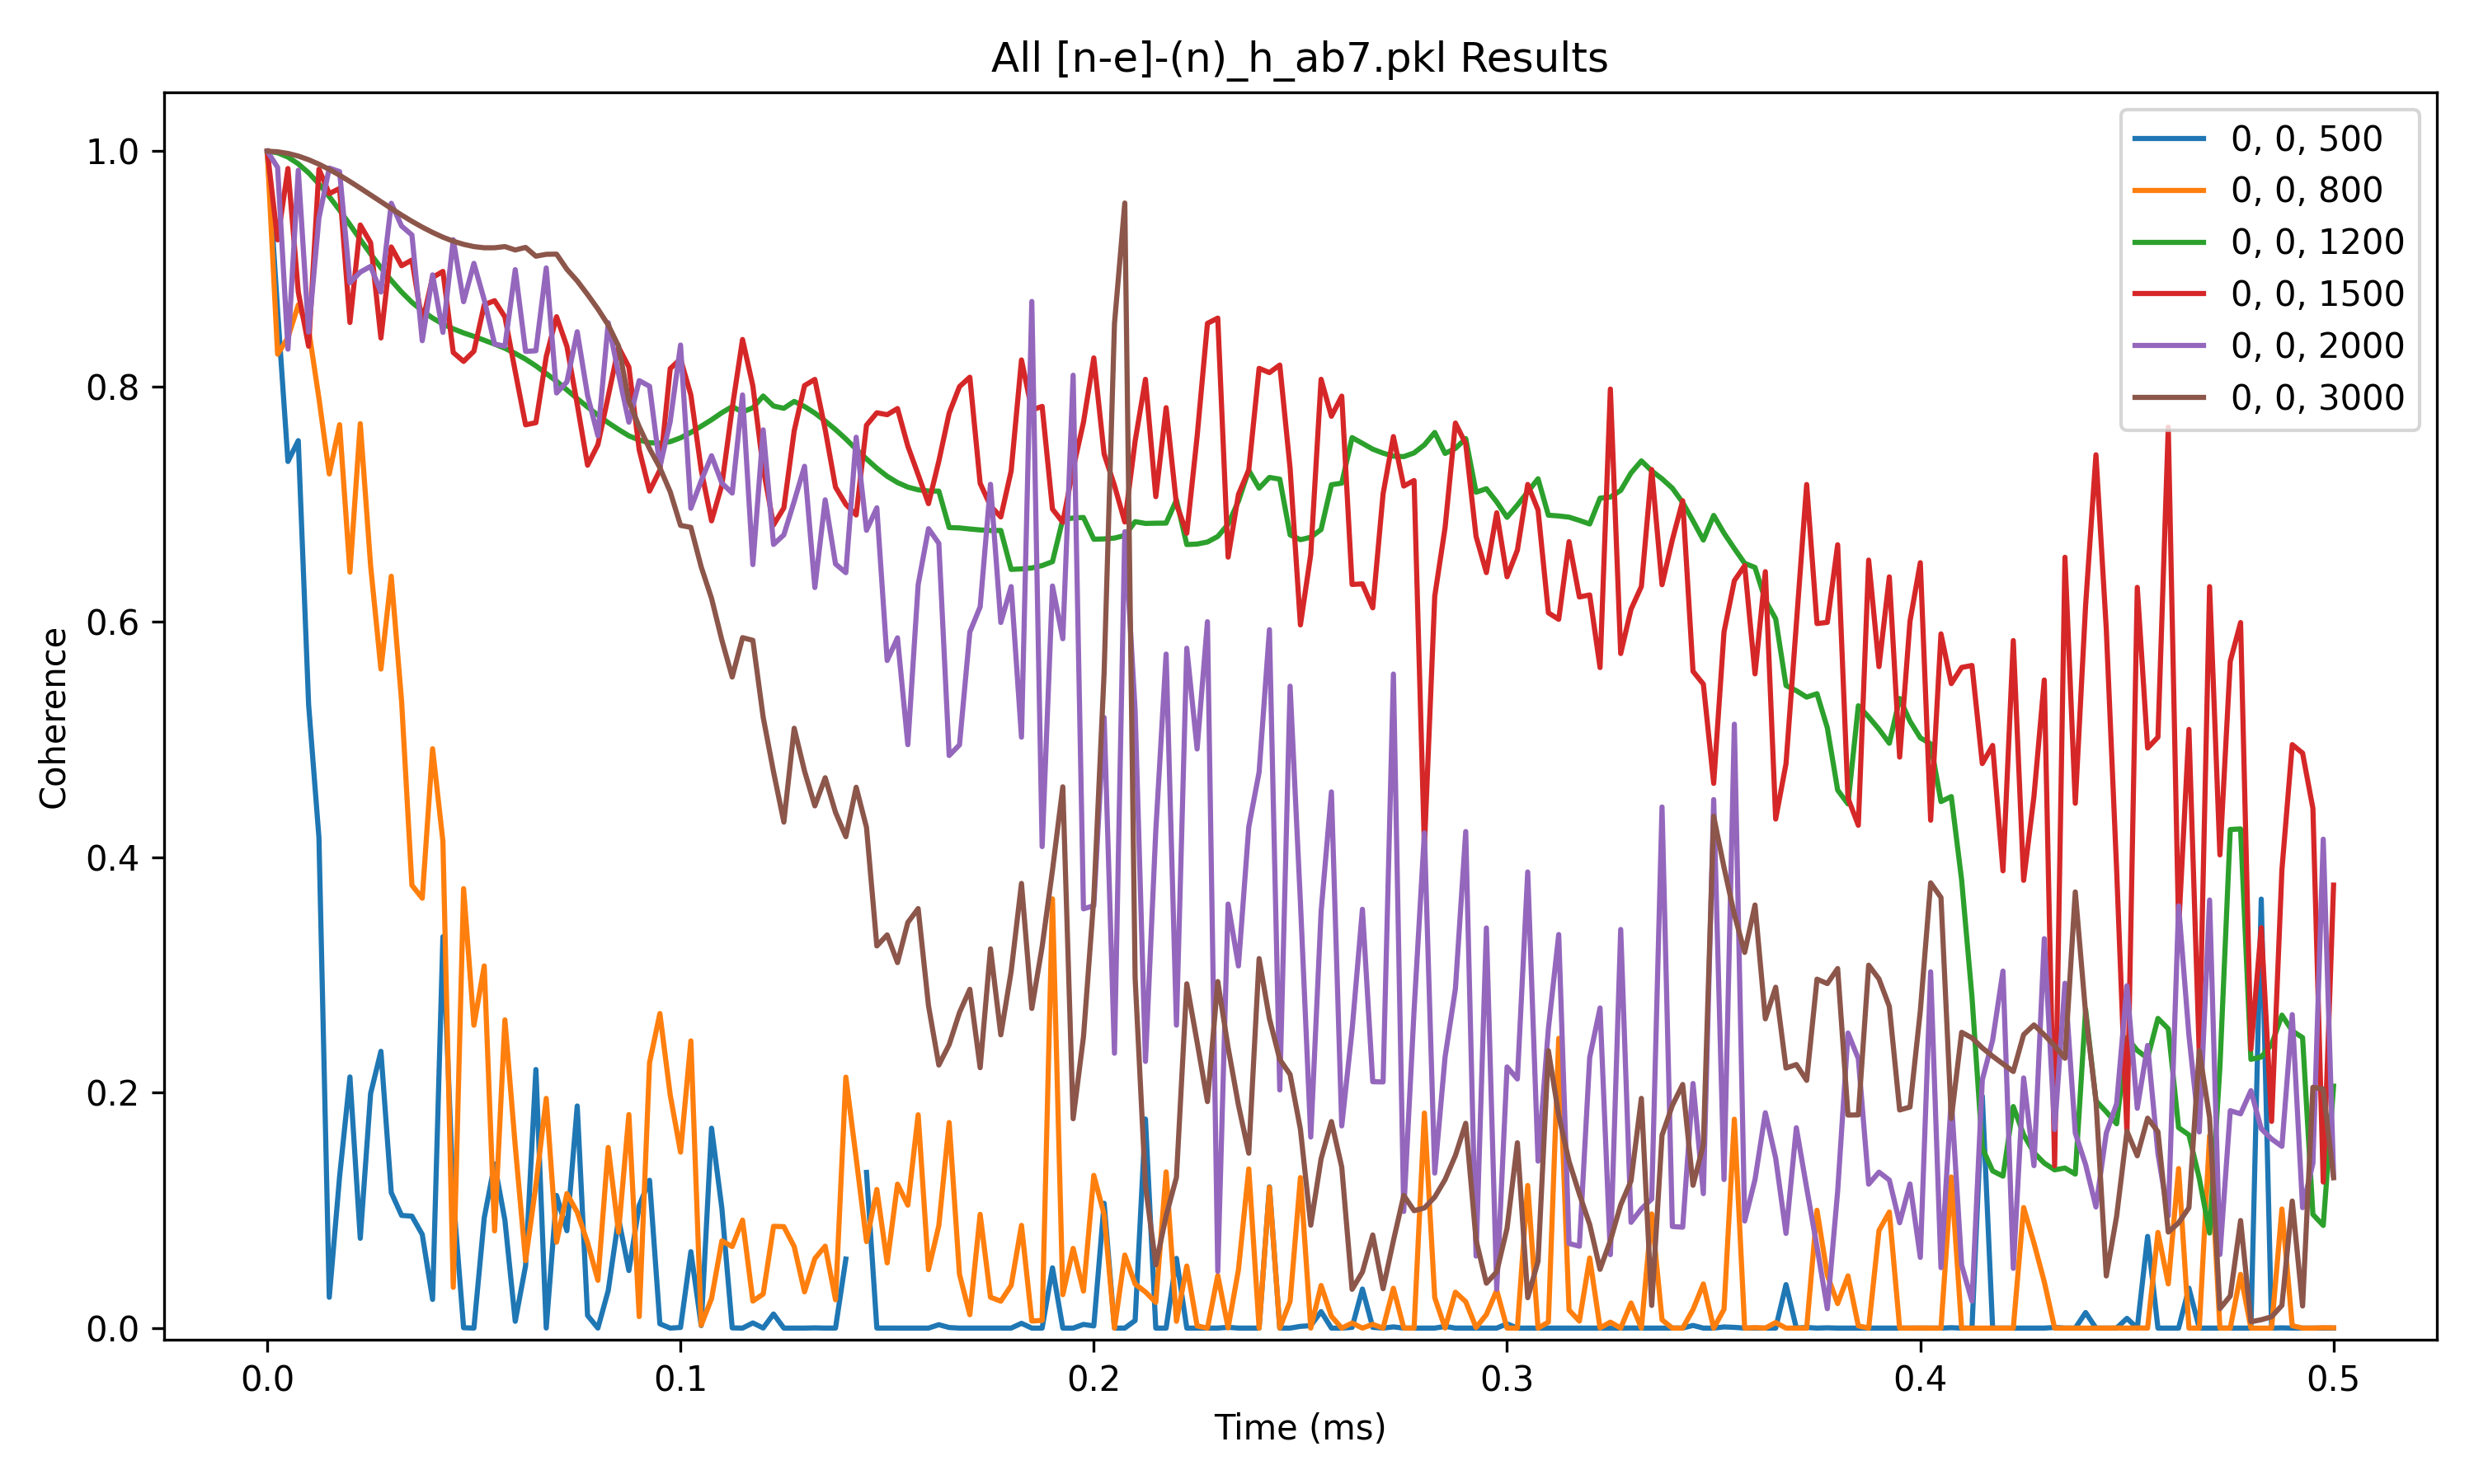 All [n-e]-(n)_h_ab7.pkl Results
0, 0, 500
0, 0, 800
0, 0, 1200
0, 0, 1500
0, 0, 2000
0, 0, 3000
Coherence
1.0
0.8
0.6
0.4
0.2
0.0
0.0 0.1 0.2 0.3 0.4 0.5
Time (ms)